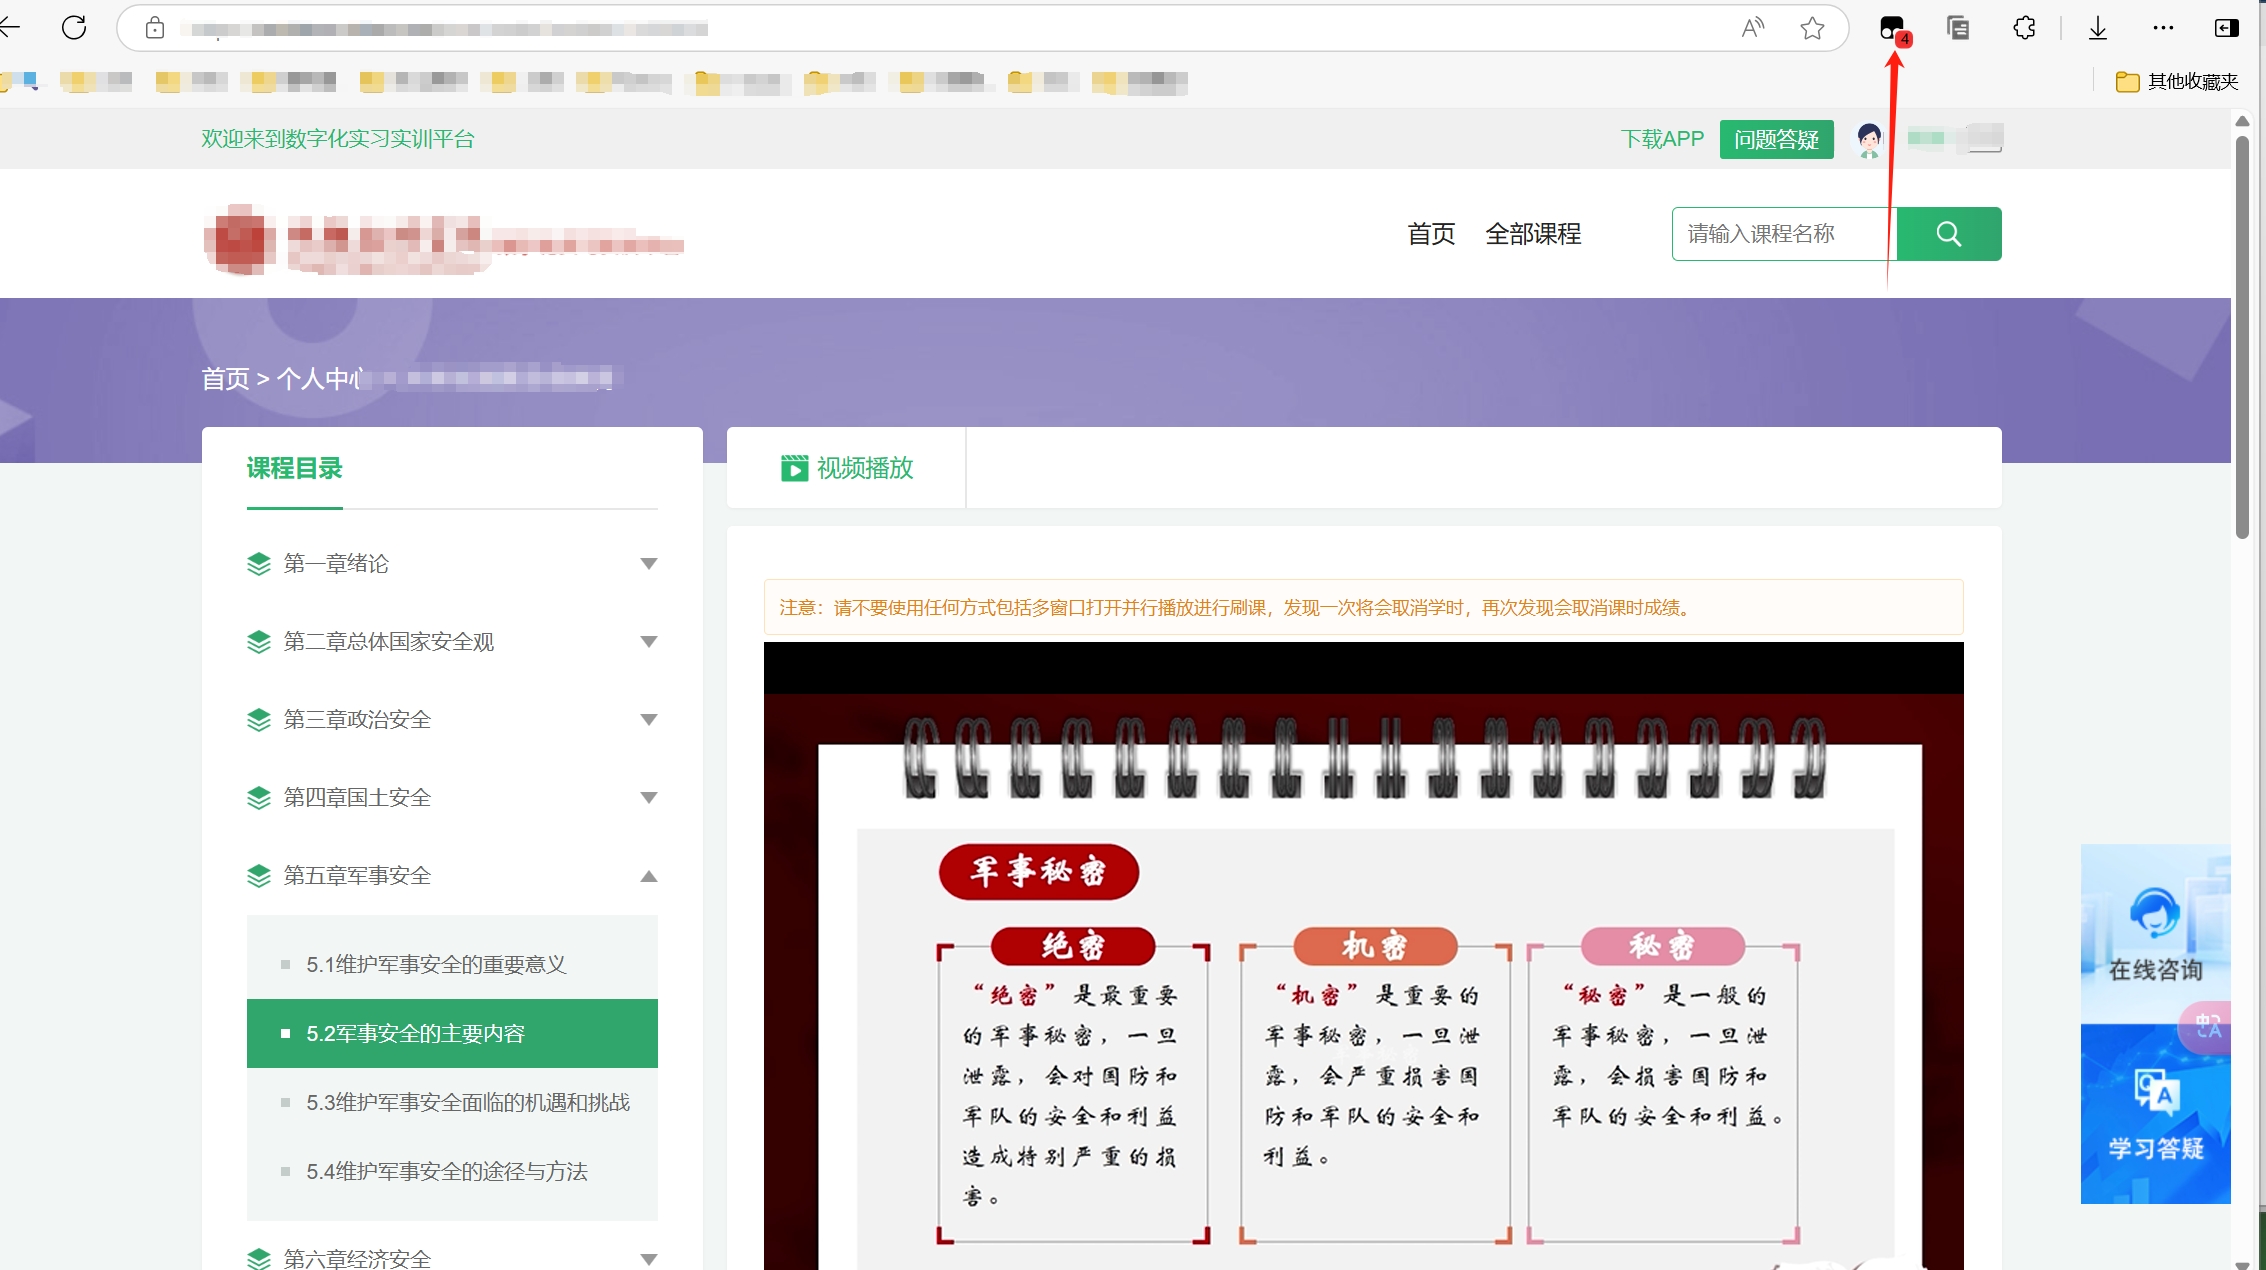 A
4
其他收藏夹
欢迎来到数字化实习实训平台
下载APP
问题答疑
首页
全部课程
请输入课程名称
首页 > 个人中心
课程目录
第一章绪论
第二章总体国家安全观
第三章政治安全
第四章国土安全
第五章军事安全
5.1维护军事安全的重要意义
5.2军事安全的主要内容
5.3维护军事安全面临的机遇和挑战
5.4维护军事安全的途径与方法
第六章经济安全
视频播放
注意：请不要使用任何方式包括多窗口打开并行播放进行刷课，发现一次将会取消学时，再次发现会取消课时成绩。
军事秘密
绝密
“绝密”是最重要
的军事秘密，一旦
泄露，会对国防和
军队的安全和利益
造成特别严重的损
害。
机密
“机密”是重要的
军事秘密，一旦泄
露，会严重损害国
防和军队的安全和
利益。
秘密
“秘密”是一般的
军事秘密，一旦泄
露，会损害国防和
军队的安全和利益。
在线咨询
中A
QA
学习答疑